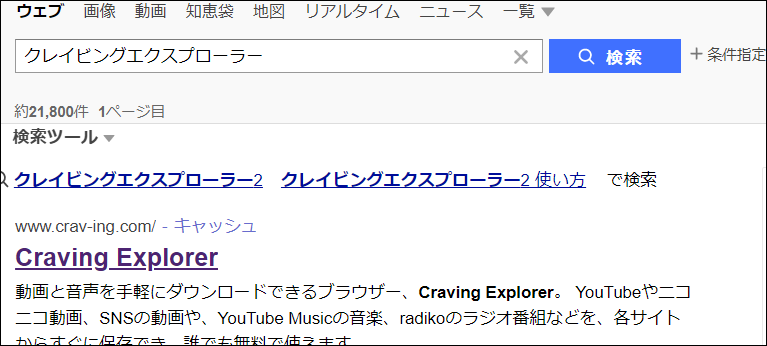 ウェブ 画像 動画 知恵袋 地図 リアルタイム ニュース 一覧
クレイビングエクスプローラー 検索 +条件指定
約21,800件 1ページ目
検索ツール
クレイビングエクスプローラー2 クレイビングエクスプローラー2 使い方 で検索
www.crav-ing.com/ - キャッシュ
Craving Explorer
動画と音声を手軽にダウンロードできるブラウザー、Craving Explorer。 YouTubeやニコ
ニコ動画、SNSの動画や、YouTube Musicの音楽、radikoのラジオ番組などを、各サイト
からすぐに保存でき、誰でも無料で使えます